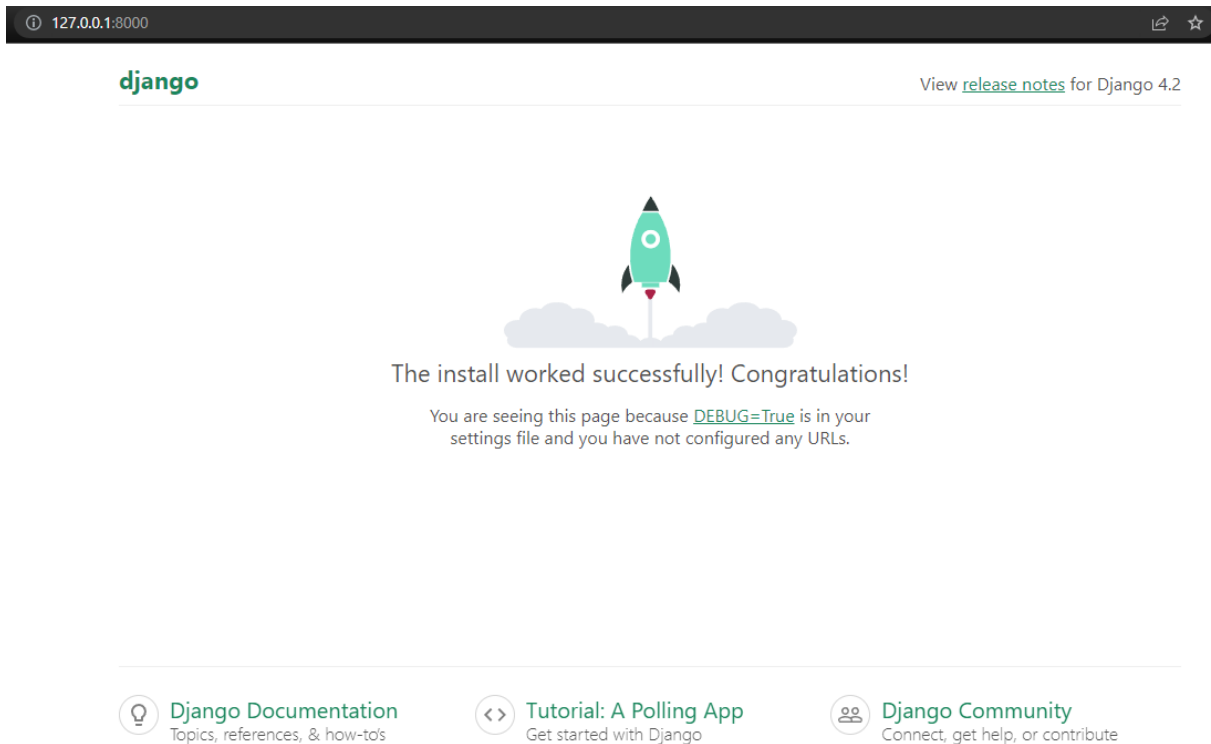 127.0.0.1:8000
django
View release notes for Django 4.2
The install worked successfully! Congratulations!
You are seeing this page because DEBUG=True is in your
settings file and you have not configured any URLs.
Django Documentation
Topics, references, & how-to's
Tutorial: A Polling App
Get started with Django
Django Community
Connect, get help, or contribute